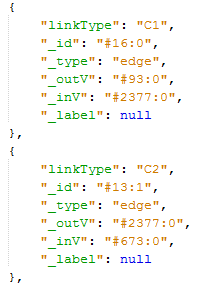 {
"linkType": "C1",
"_id": "#16:0",
"_type": "edge",
"_outV": "#93:0",
"_inV": "#2377:0",
"_label": null
},
{
"linkType": "C2",
"_id": "#13:1",
"_type": "edge",
"_outV": "#2377:0",
"_inV": "#673:0",
"_label": null
},